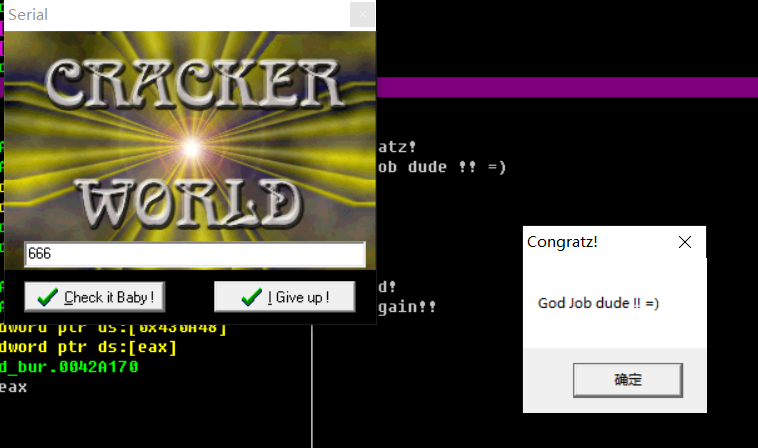 Serial
CRACKER
WORLD
666
Check it Baby !
I Give up !
atz!
ob dude !! =)
d!
gain!!
dword ptr ds:[0x430A48]
dword ptr ds:[eax]
d_bur.0042A170
eax
Congratz!
God Job dude !! =)
确定